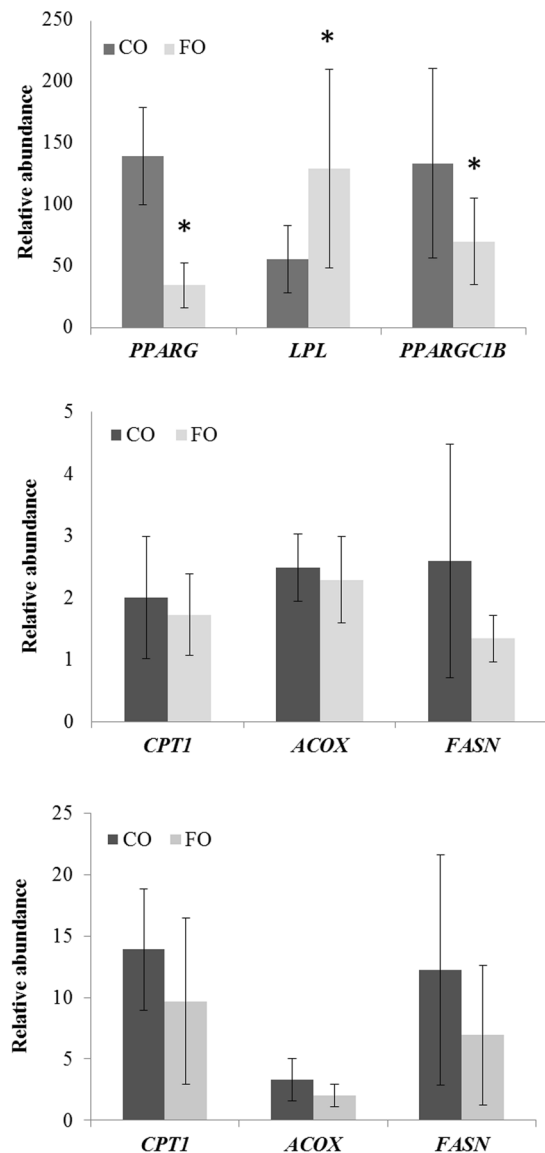 250
CO FO
*
200
*
150
Relative abundance
*
100
50
0
PPARG LPL PPARGC1B
5
CO FO
4
3
Relative abundance
2
1
0
CPT1 ACOX FASN
25
CO FO
20
15
Relative abundance
10
5
0
CPT1 ACOX FASN